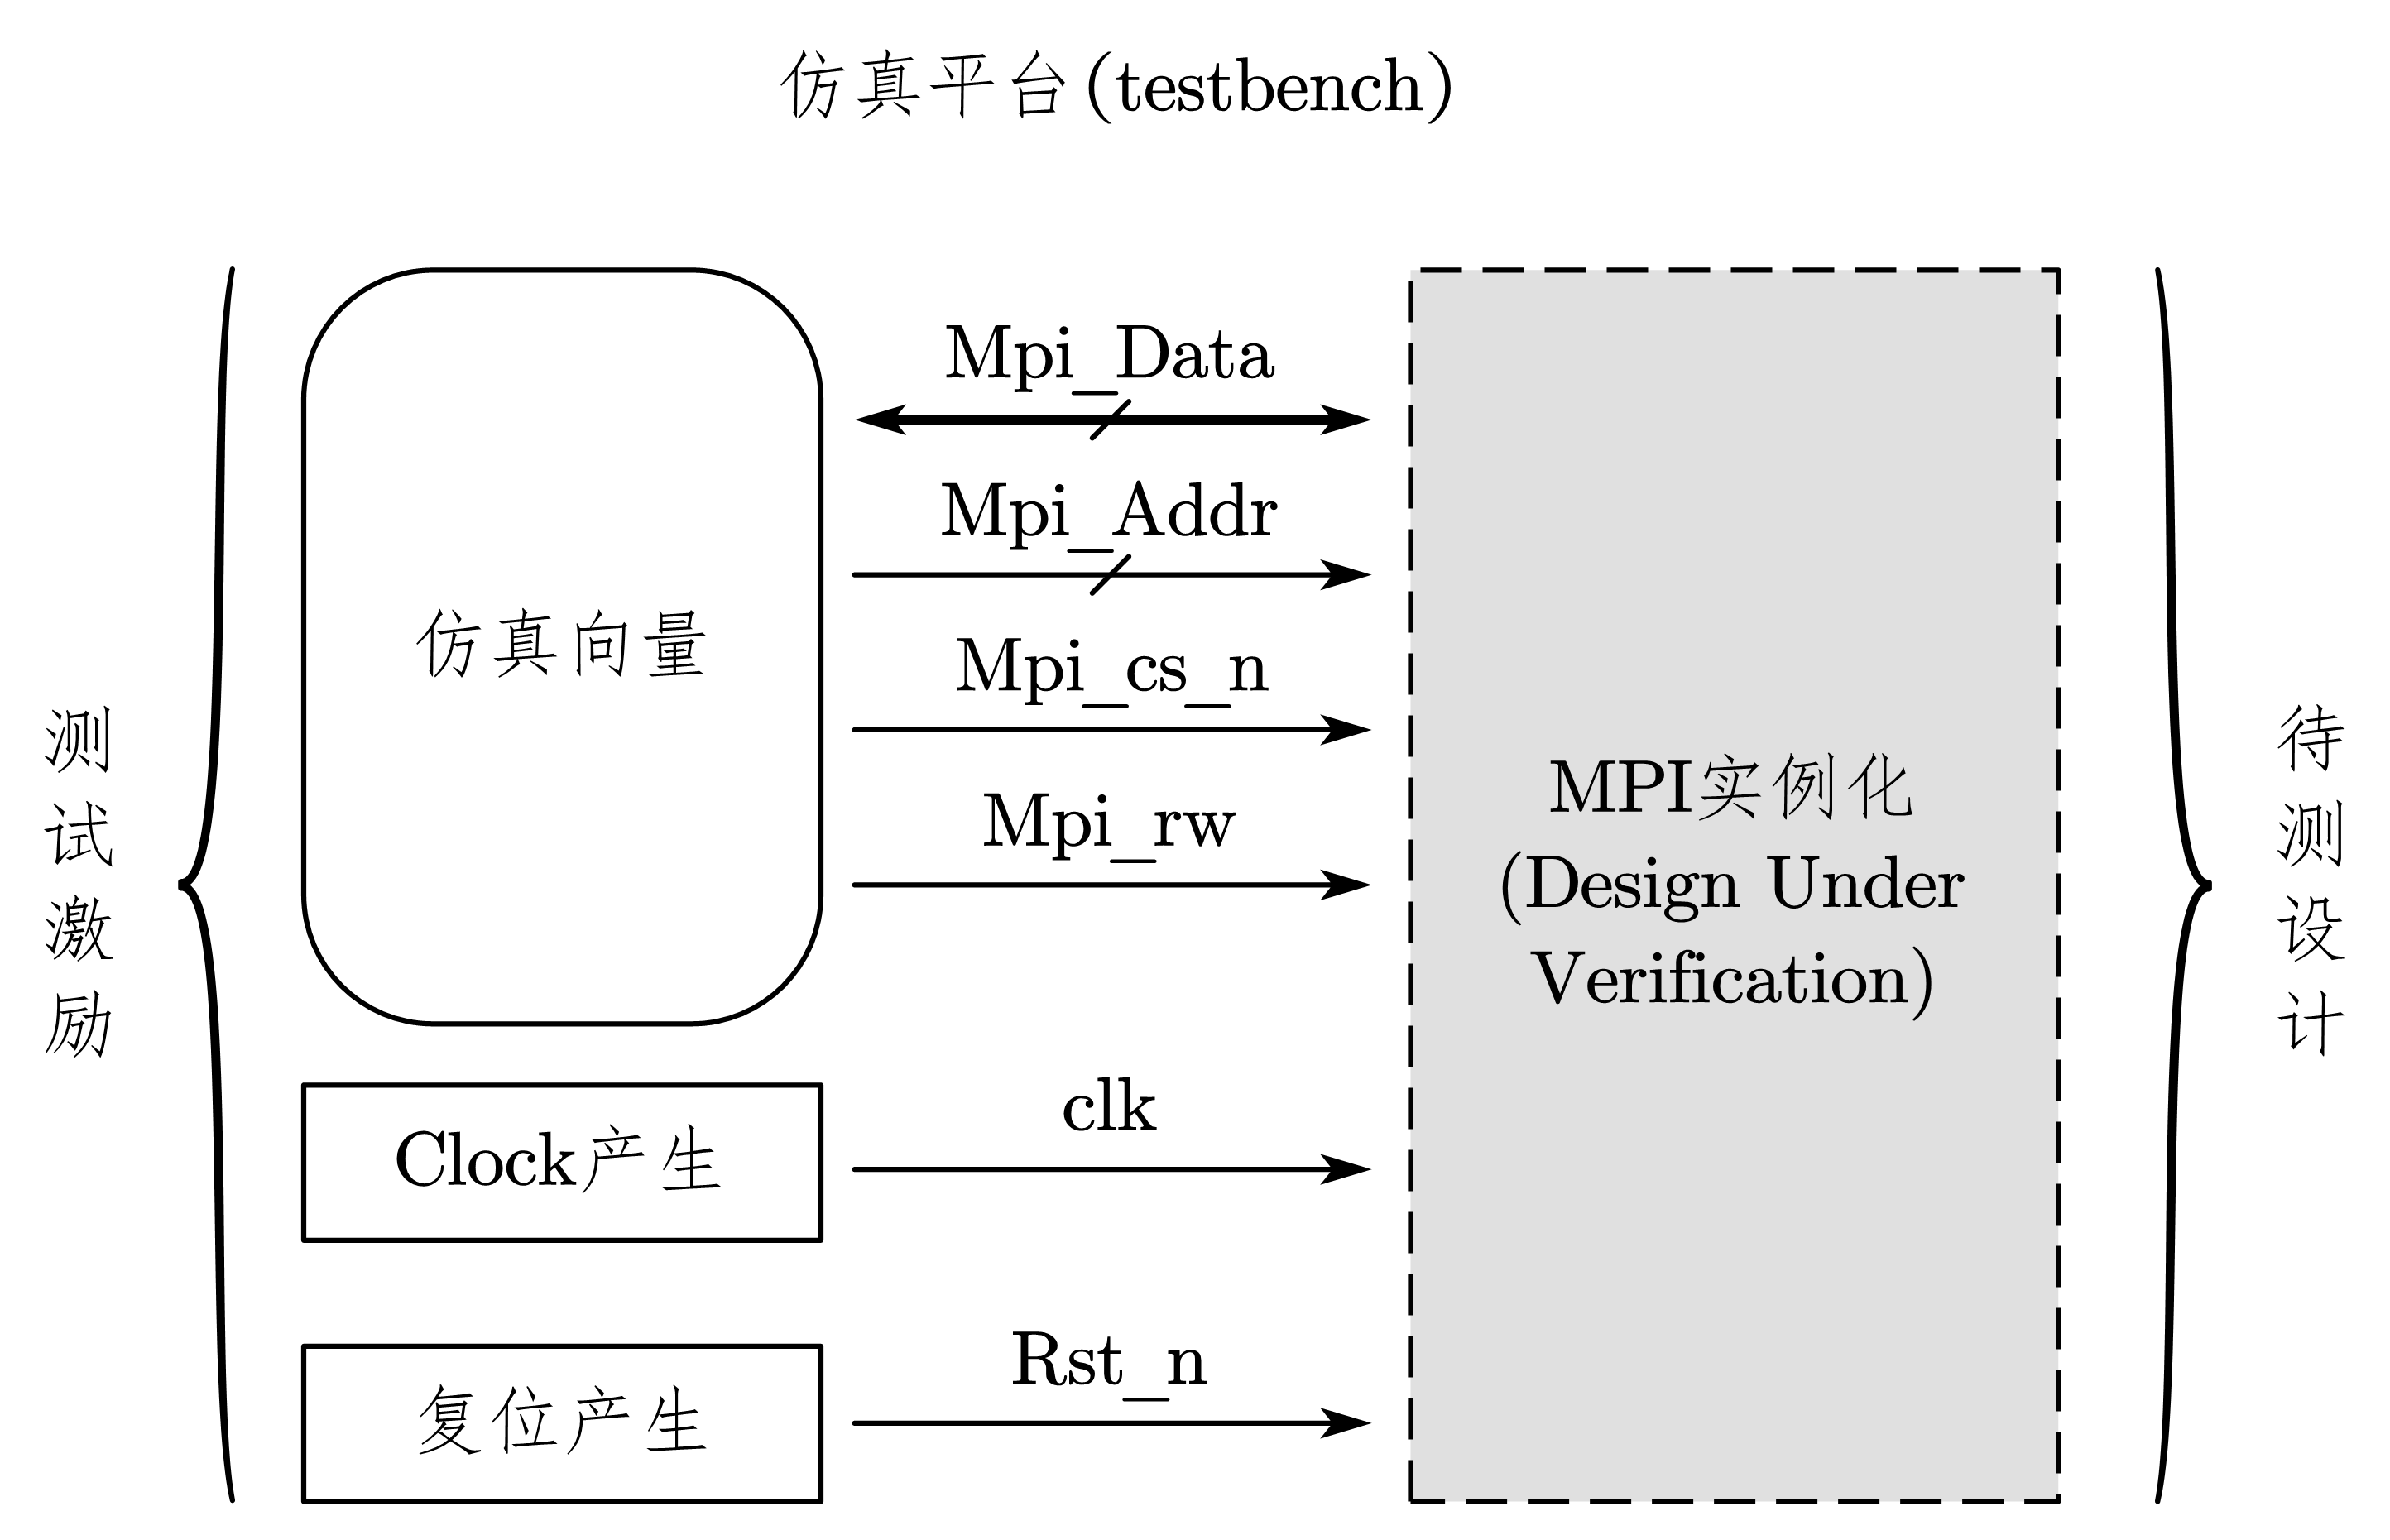 仿真平台(testbench)
测试激励
仿真向量
Mpi_Data
Mpi_Addr
Mpi_cs_n
Mpi_rw
Clock产生
clk
复位产生
Rst_n
MPI实例化
(Design Under
Verification)
待测设计